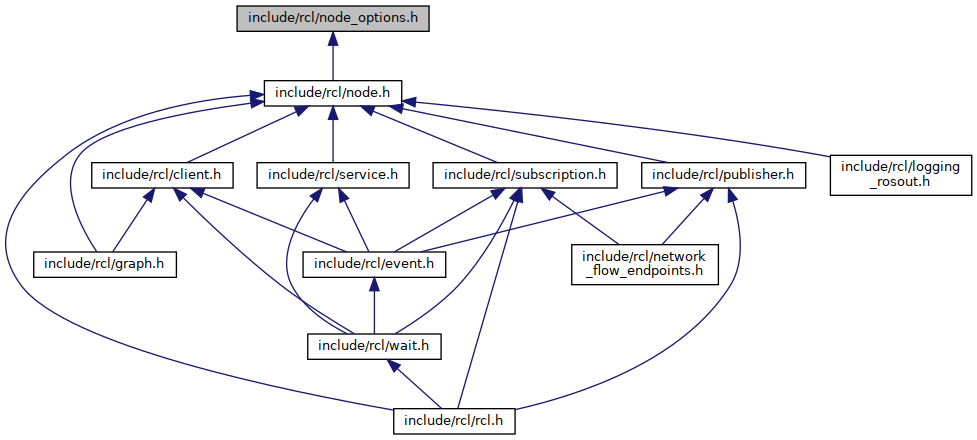 include/rcl/node_options.h
include/rcl/node.h
include/rcl/client.h
include/rcl/service.h
include/rcl/subscription.h
include/rcl/publisher.h
include/rcl/logging
_rosout.h
include/rcl/graph.h
include/rcl/event.h
include/rcl/network
_flow_endpoints.h
include/rcl/wait.h
include/rcl/rcl.h